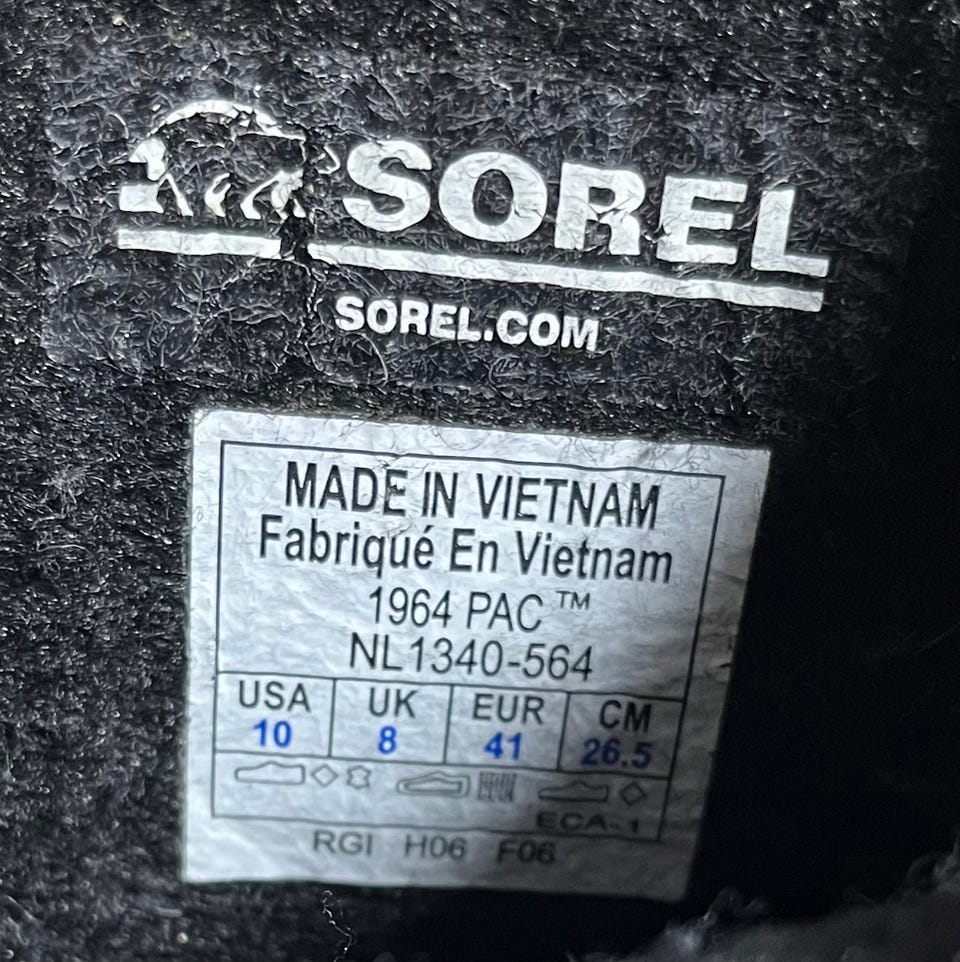 SOREL
SOREL.COM
MADE IN VIETNAM
Fabriqué En Vietnam
1964 PAC™
NL1340-564
USA UK EUR CM
10 8 41 26.5
ECA-1
RGI H06 F06